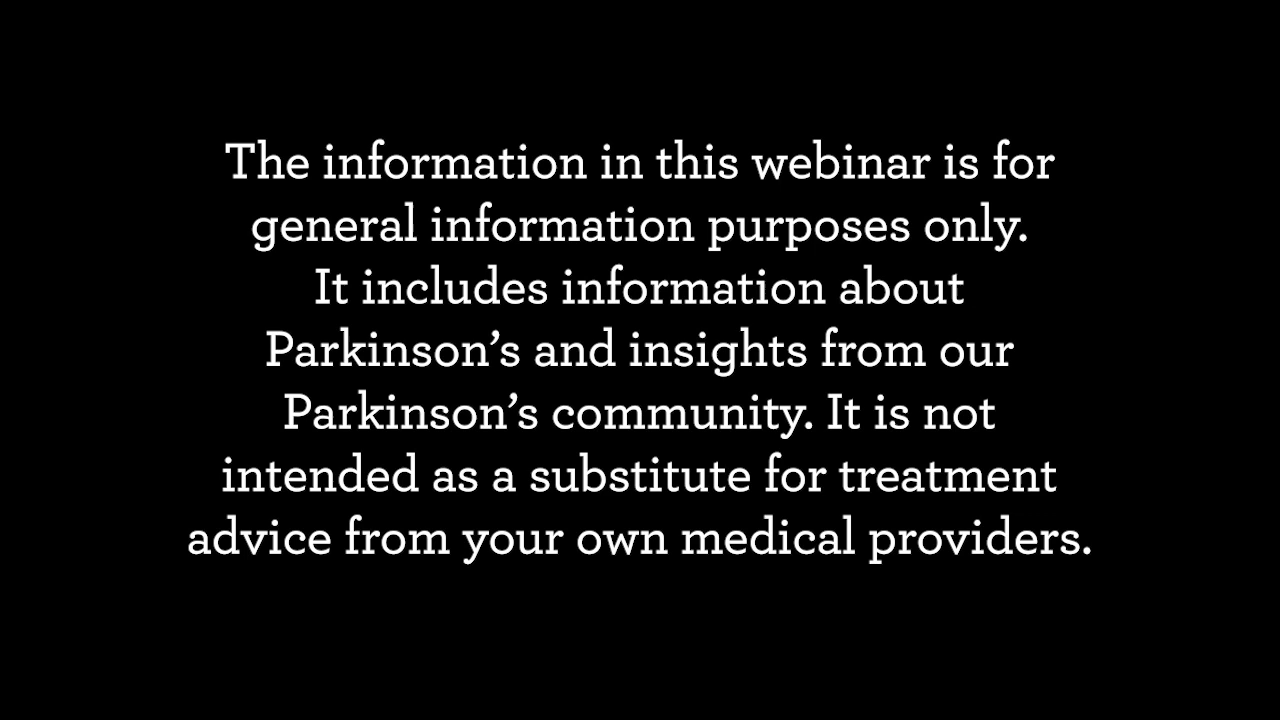 The information in this webinar is for
general information purposes only.
It includes information about
Parkinson’s and insights from our
Parkinson’s community. It is not
intended as a substitute for treatment
advice from your own medical providers.